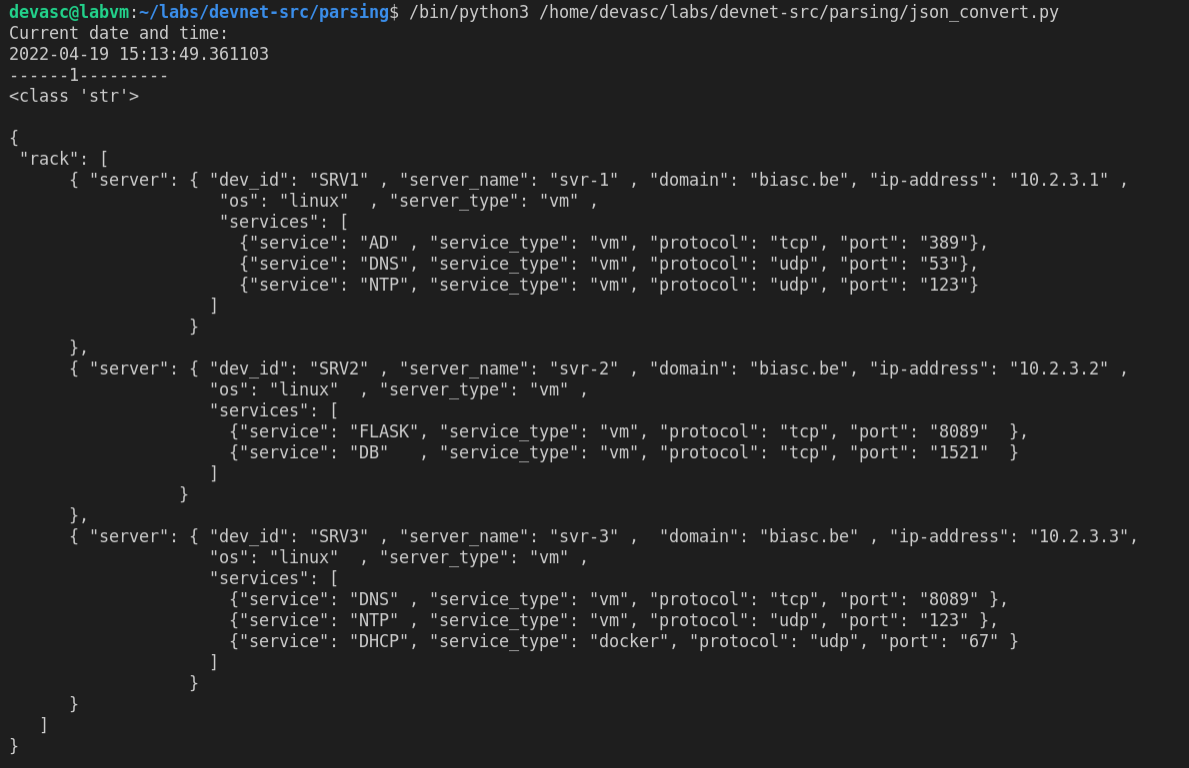 devasc@labvm:~/labs/devnet-src/parsing$ /bin/python3 /home/devasc/labs/devnet-src/parsing/json_convert.py
Current date and time:
2022-04-19 15:13:49.361103
------1---------
<class 'str'>

{
 "rack": [
      { "server": { "dev_id": "SRV1" , "server_name": "svr-1" , "domain": "biasc.be", "ip-address": "10.2.3.1" ,
                     "os": "linux"  , "server_type": "vm" ,
                     "services": [
                       {"service": "AD" , "service_type": "vm", "protocol": "tcp", "port": "389"},
                       {"service": "DNS", "service_type": "vm", "protocol": "udp", "port": "53"},
                       {"service": "NTP", "service_type": "vm", "protocol": "udp", "port": "123"}
                    ]
                  }
      },
      { "server": { "dev_id": "SRV2" , "server_name": "svr-2" , "domain": "biasc.be", "ip-address": "10.2.3.2" ,
                    "os": "linux"  , "server_type": "vm" ,
                    "services": [
                      {"service": "FLASK", "service_type": "vm", "protocol": "tcp", "port": "8089"  },
                      {"service": "DB"   , "service_type": "vm", "protocol": "tcp", "port": "1521"  }
                    ]
                 }
      },
      { "server": { "dev_id": "SRV3" , "server_name": "svr-3" ,  "domain": "biasc.be" , "ip-address": "10.2.3.3",
                    "os": "linux"  , "server_type": "vm" ,
                    "services": [
                      {"service": "DNS" , "service_type": "vm", "protocol": "tcp", "port": "8089" },
                      {"service": "NTP" , "service_type": "vm", "protocol": "udp", "port": "123" },
                      {"service": "DHCP", "service_type": "docker", "protocol": "udp", "port": "67" }
                    ]
                  }
      }
   ]
}